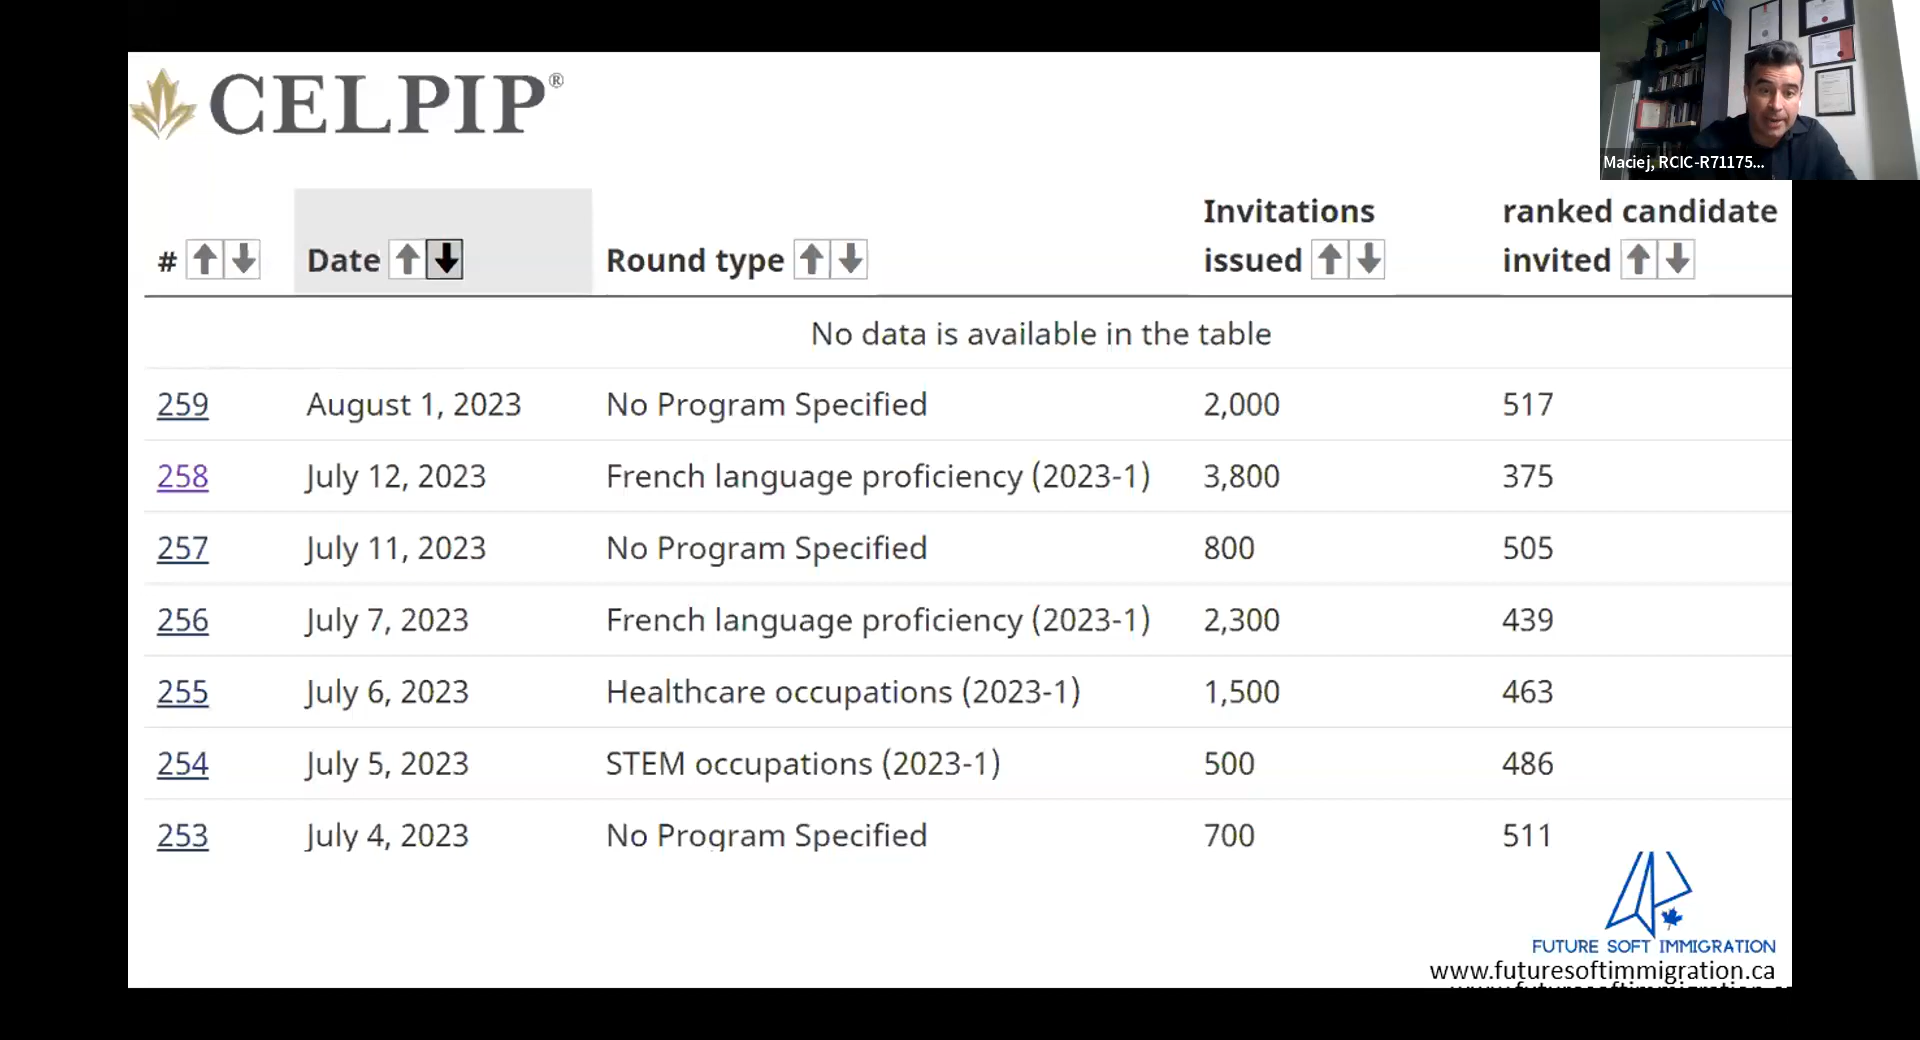 CELPIP®
Maciej, RCIC-R71175...
Invitations ranked candidate
# Date Round type issued invited
No data is available in the table
259 August 1, 2023 No Program Specified 2,000 517
258 July 12, 2023 French language proficiency (2023-1) 3,800 375
257 July 11, 2023 No Program Specified 800 505
256 July 7, 2023 French language proficiency (2023-1) 2,300 439
255 July 6, 2023 Healthcare occupations (2023-1) 1,500 463
254 July 5, 2023 STEM occupations (2023-1) 500 486
253 July 4, 2023 No Program Specified 700 511
FUTURE SOFT IMMIGRATION
www.futuresoftimmigration.ca